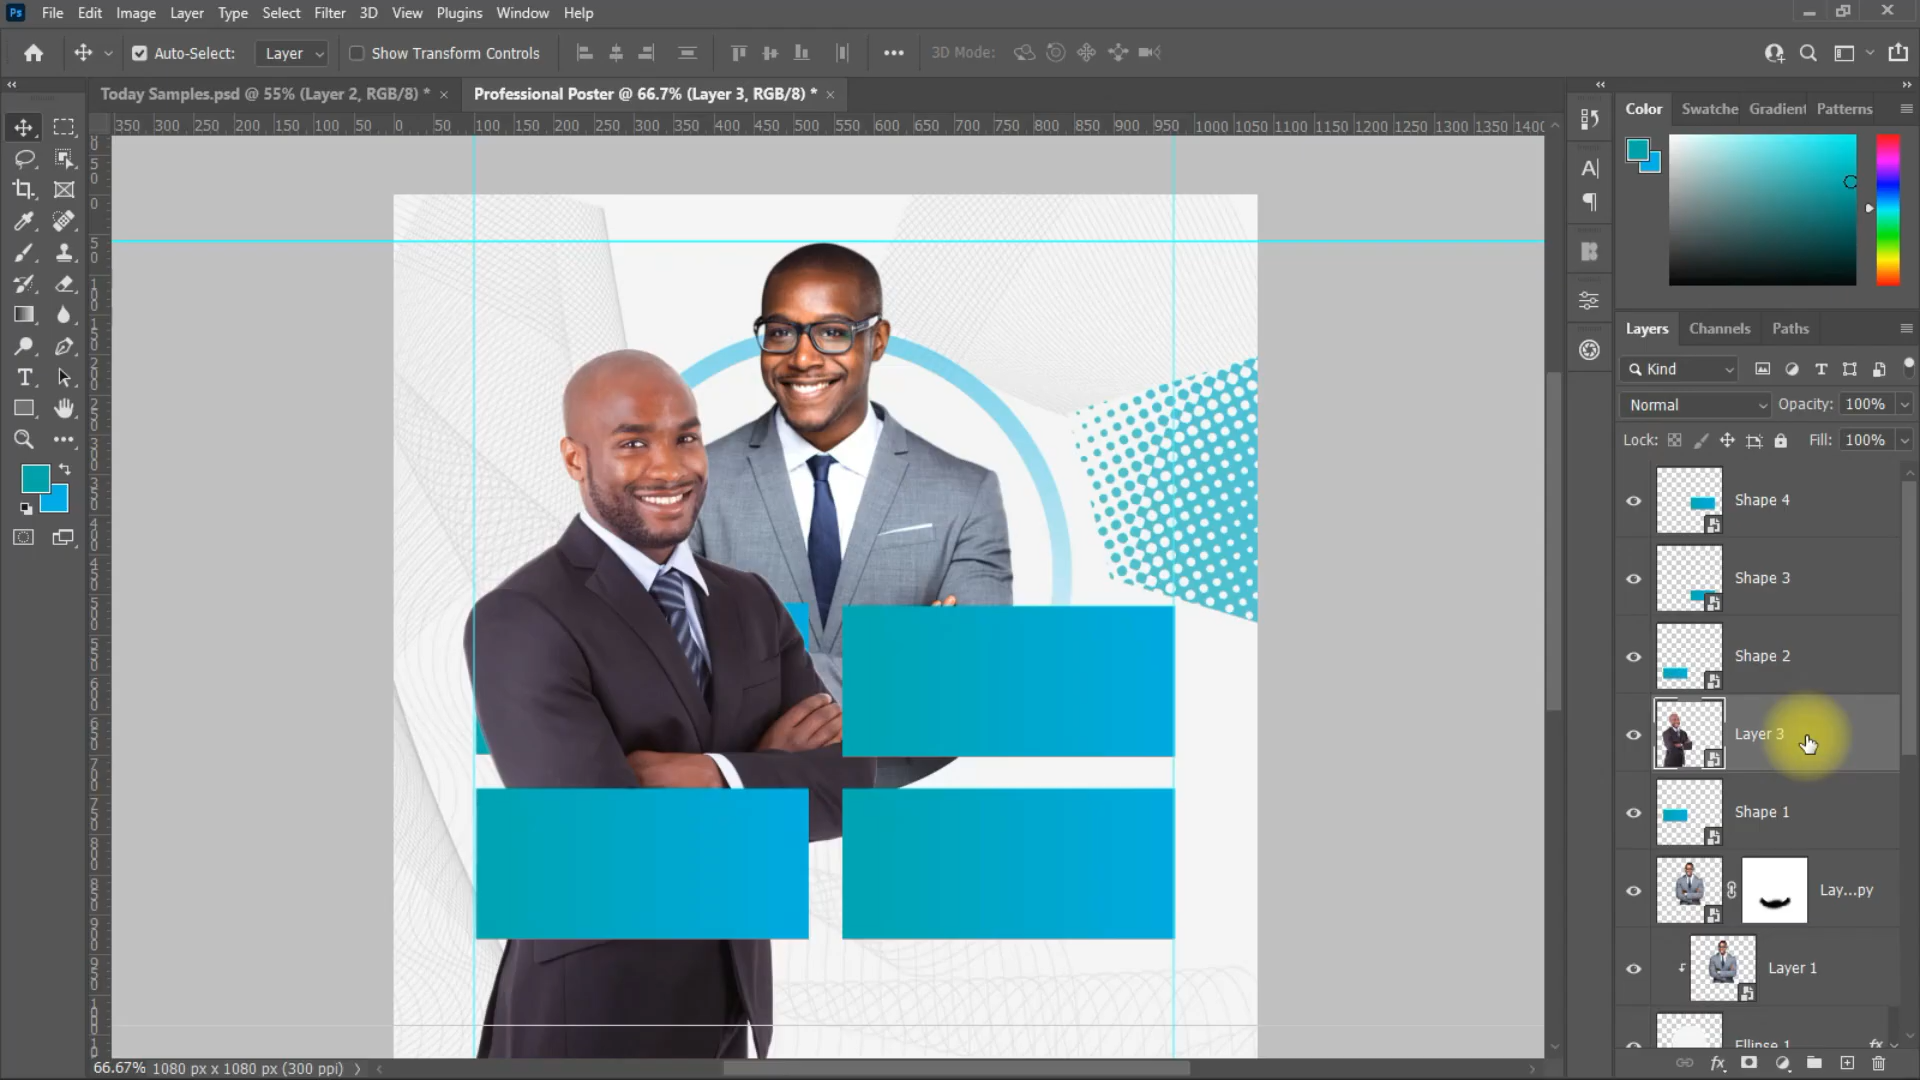 Ps File Edit Image Layer Type Select Filter 3D View Plugins Window Help
Auto-Select: Layer Show Transform Controls 3D Mode:
Today Samples.psd @ 55% (Layer 2, RGB/8) * × Professional Poster @ 66.7% (Layer 3, RGB/8) * ×
350 300 250 200 150 100 50 0 50 100 150 200 250 300 350 400 450 500 550 600 650 700 750 800 850 900 950 1000 1050 1100 1150 1200 1250 1300 1350 1400
Color Swatche Gradient Patterns
Layers Channels Paths
Kind
Normal Opacity: 100%
Lock: Fill: 100%
Shape 4
Shape 3
Shape 2
Layer 3
Shape 1
Lay...py
Layer 1
Ellipse 1 fx
66.67% 1080 px x 1080 px (300 ppi)